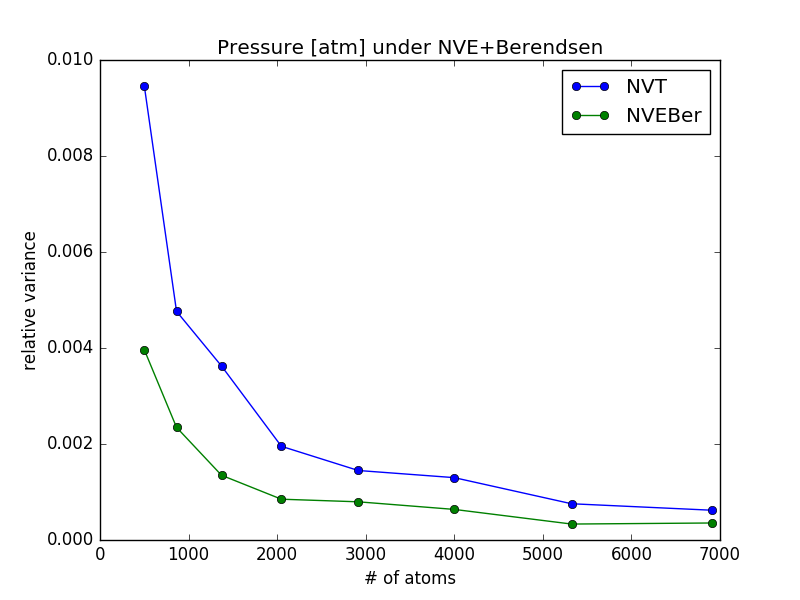 Pressure [atm] under NVE+Berendsen
0.010
0.008
0.006
0.004
0.002
0.000
relative variance
NVT
NVEBer
0 1000 2000 3000 4000 5000 6000 7000
# of atoms